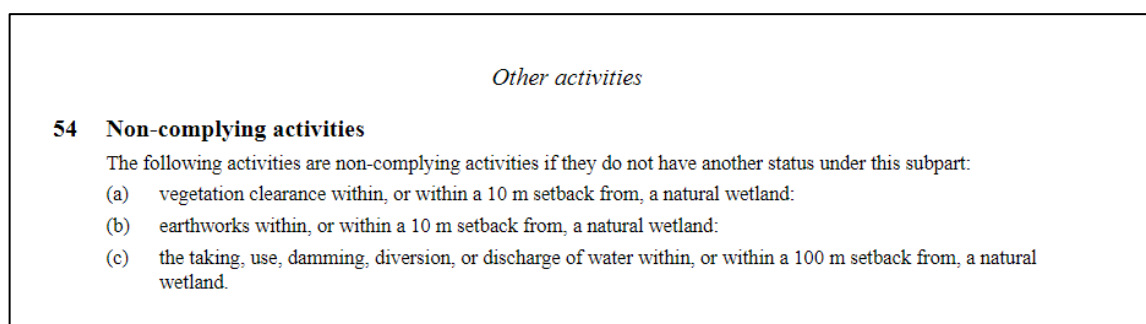 Other activities
54 Non-complying activities
The following activities are non-complying activities if they do not have another status under this subpart:
(a) vegetation clearance within, or within a 10 m setback from, a natural wetland:
(b) earthworks within, or within a 10 m setback from, a natural wetland:
(c) the taking, use, damming, diversion, or discharge of water within, or within a 100 m setback from, a natural
wetland.